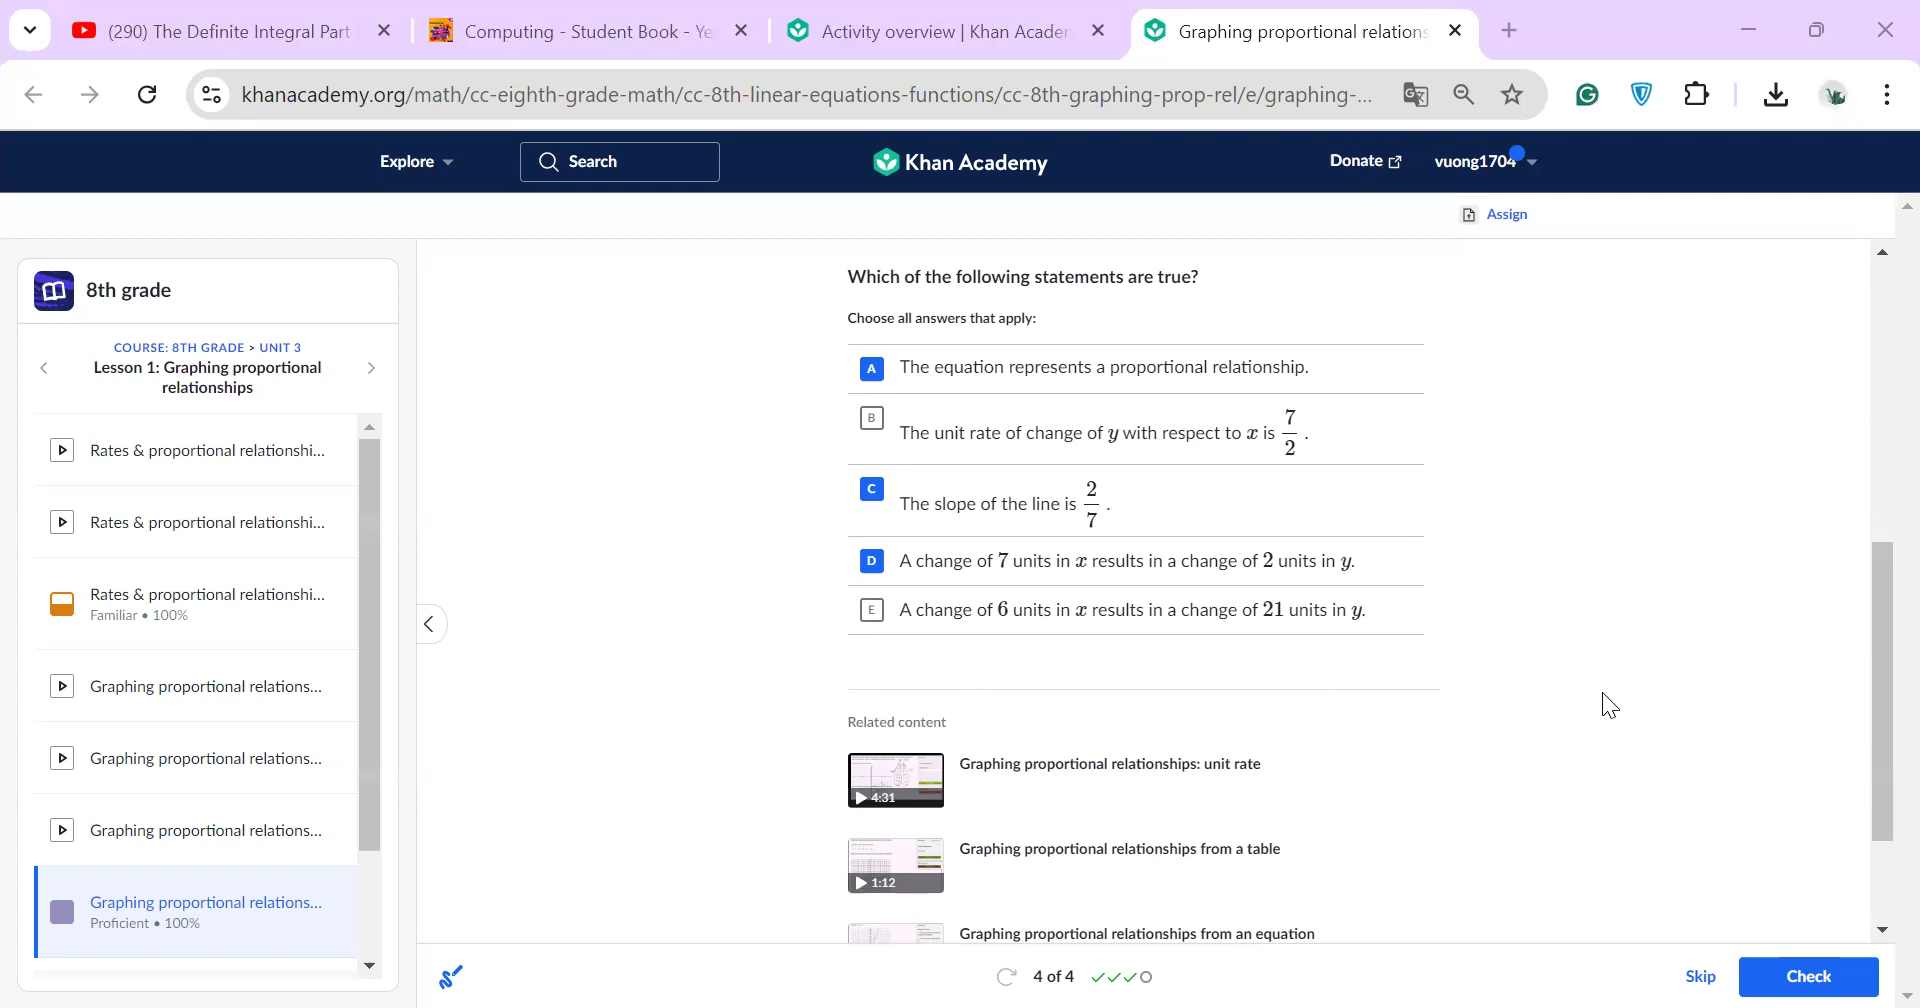 (290) The Definite Integral Part
Computing - Student Book - Ye
Activity overview | Khan Acader
Graphing proportional relations
khanacademy.org/math/cc-eighth-grade-math/cc-8th-linear-equations-functions/cc-8th-graphing-prop-rel/e/graphing-...
Explore
Search
Khan Academy
Donate
vuong1704
Assign
8th grade
COURSE: 8TH GRADE > UNIT 3
Lesson 1: Graphing proportional
relationships
Rates & proportional relationshi...
Rates & proportional relationshi...
Rates & proportional relationshi...
Familiar • 100%
Graphing proportional relations...
Graphing proportional relations...
Graphing proportional relations...
Graphing proportional relations...
Proficient • 100%
Which of the following statements are true?
Choose all answers that apply:
A The equation represents a proportional relationship.
B The unit rate of change of y with respect to x is 7/2 .
C The slope of the line is 2/7 .
D A change of 7 units in x results in a change of 2 units in y.
E A change of 6 units in x results in a change of 21 units in y.
Related content
4:31
Graphing proportional relationships: unit rate
1:12
Graphing proportional relationships from a table
Graphing proportional relationships from an equation
4 of 4
Skip
Check